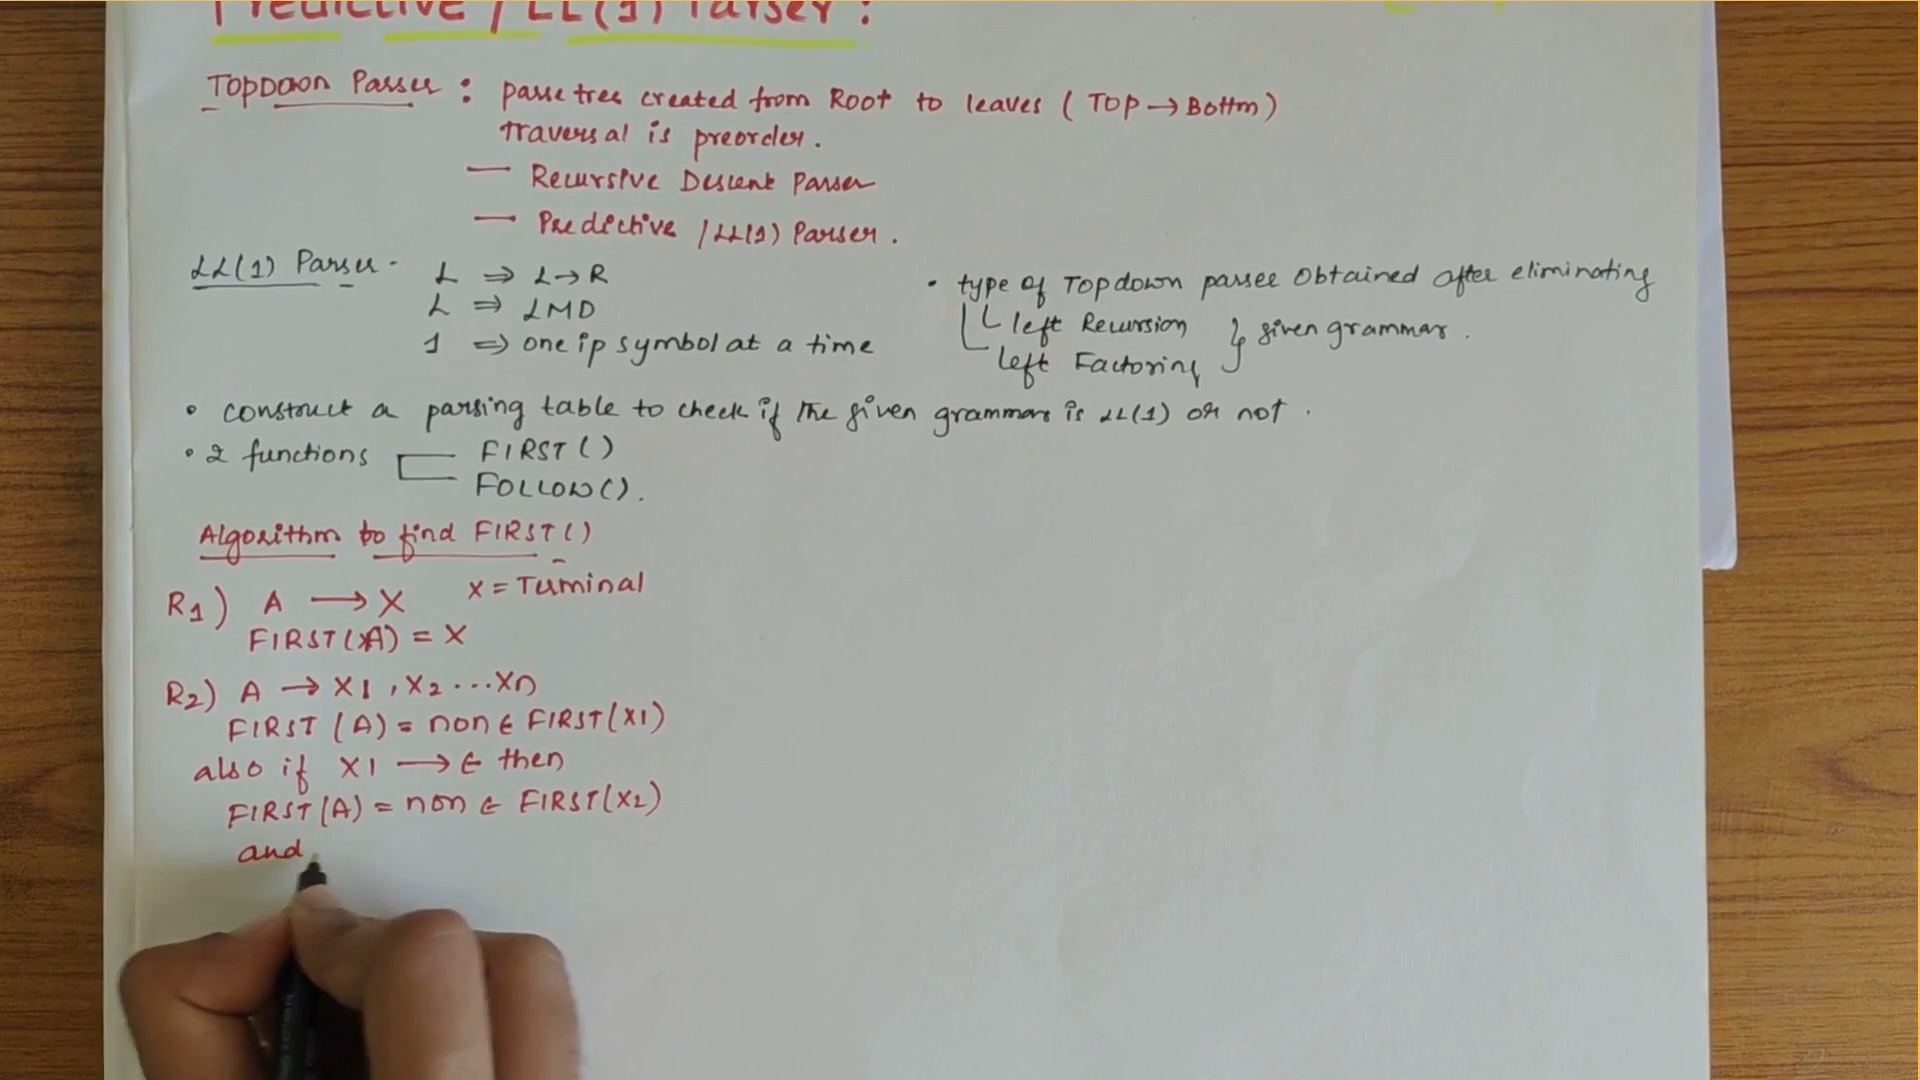 Predictive / LL(1) Parser :
TopDown Parser : parse tree created from Root to leaves ( Top → Bottm )
traversal is preorder .
— Recursive Descent Parser
— Predictive / LL(1) Parser .
LL(1) Parser -
L ⇒ L→R
L ⇒ LMD
1 ⇒ one ip symbol at a time
• type of Topdown parser Obtained after eliminating
left Recursion } given grammar .
left Factoring
• construct a parsing table to check if the given grammar is LL(1) or not .
• 2 functions
FIRST ( )
FOLLOW( ) .
Algorithm to find FIRST( )
R1 ) A → X x = Terminal
FIRST(A) = X
R2) A → X1 , X2 ... Xn
FIRST (A) = non ϵ FIRST(X1)
also if X1 → ϵ then
FIRST(A) = non ϵ FIRST(X2)
and